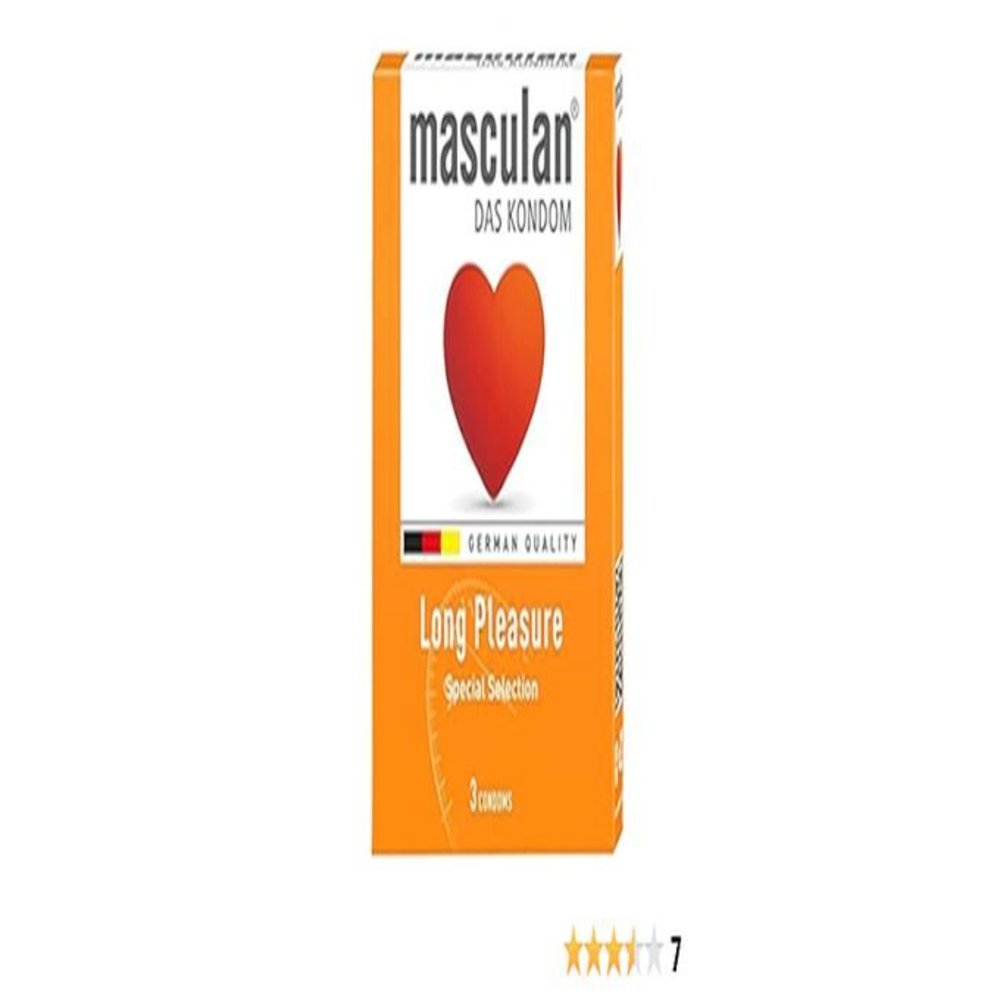 masculan®
DAS KONDOM
GERMAN QUALITY
Long Pleasure
Special Selection
3 CONDOMS
7